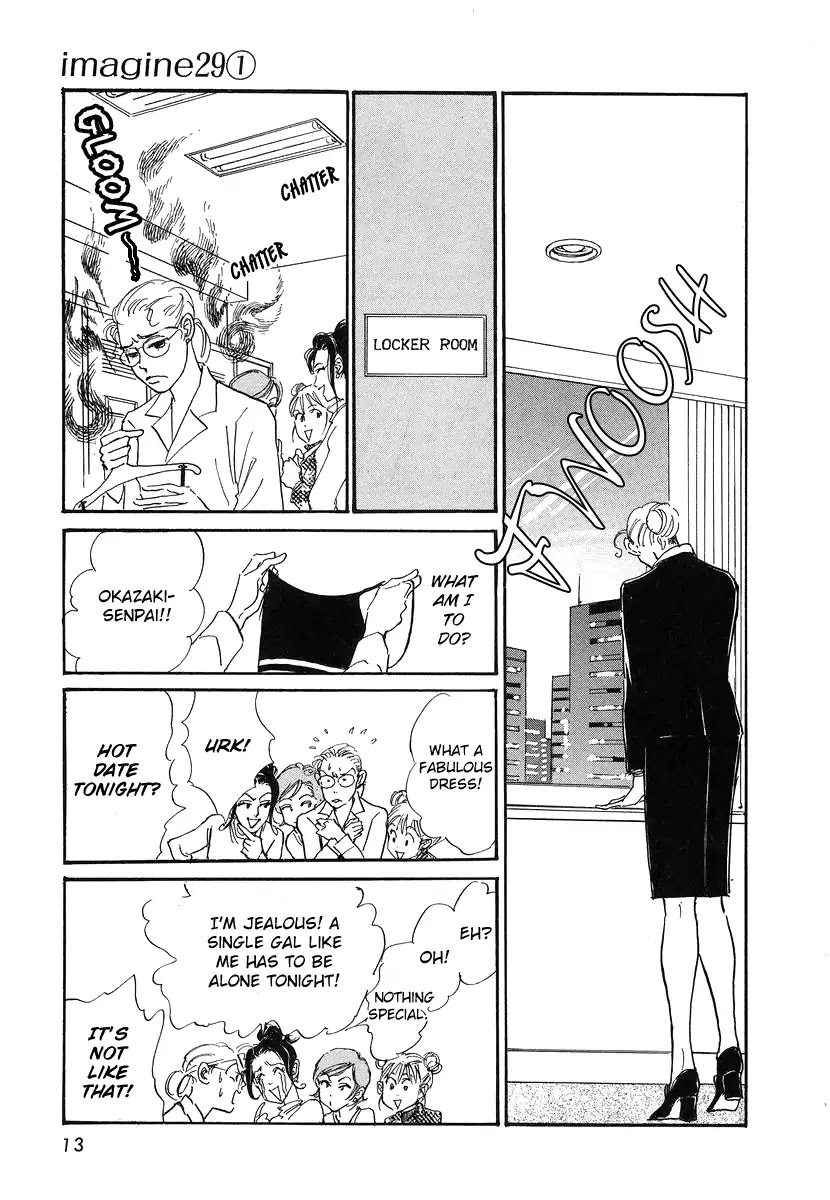 imagine29①
AWOOSH
LOCKER ROOM
GLOOM~
CHATTER
CHATTER
WHAT
AM I
TO
DO?
OKAZAKI-
SENPAI!!
WHAT A
FABULOUS
DRESS!
URK!
HOT
DATE
TONIGHT?
EH?
OH!
NOTHING
SPECIAL.
I'M JEALOUS! A
SINGLE GAL LIKE
ME HAS TO BE
ALONE TONIGHT!
IT'S
NOT
LIKE
THAT!
13